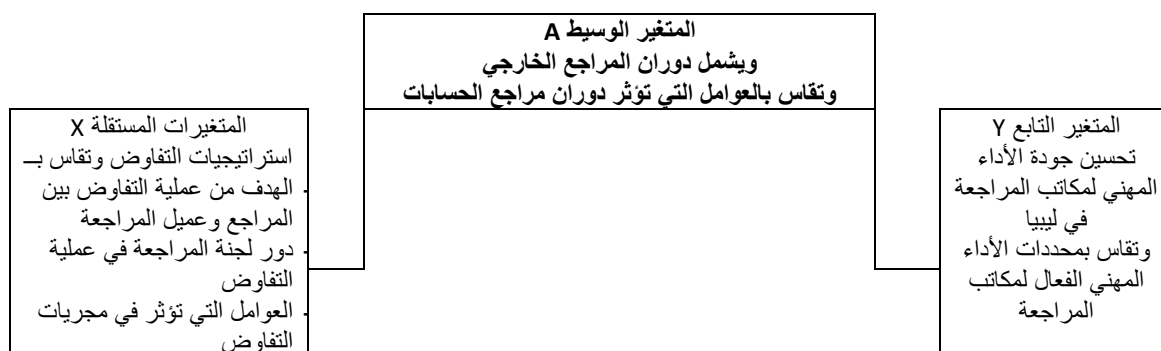 المتغير الوسيط A
ويشمل دوران المراجع الخارجي
وتقاس بالعوامل التي تؤثر دوران مراجع الحسابات
المتغيرات المستقلة X
استراتيجيات التفاوض وتقاس بـ
- الهدف من عملية التفاوض بين
المراجع وعميل المراجعة
- دور لجنة المراجعة في عملية
التفاوض
- العوامل التي تؤثر في مجريات
التفاوض
المتغير التابع Y
تحسين جودة الأداء
المهني لمكاتب المراجعة
في ليبيا
وتقاس بمحددات الأداء
المهني الفعال لمكاتب
المراجعة